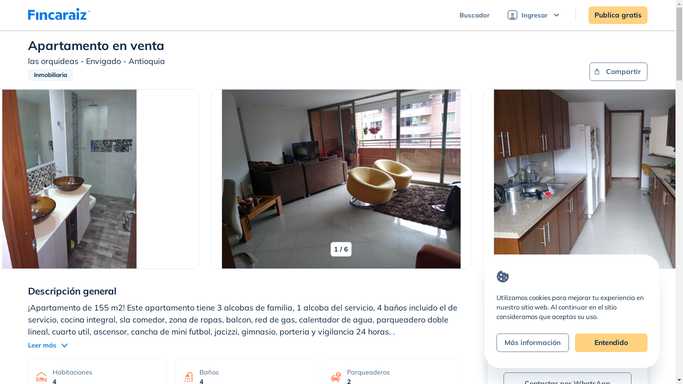 Fincaraiz
Buscador
Ingresar
Publica gratis
Apartamento en venta
las orquideas - Envigado - Antioquia
Inmobiliaria
Compartir
1 / 6
Descripción general
¡Apartamento de 155 m2! Este apartamento tiene 3 alcobas de familia, 1 alcoba del servicio, 4 baños incluido el de
servicio, cocina integral, sla comedor, zona de ropas, balcon, red de gas, calentador de agua, parqueadero doble
lineal, cuarto util, ascensor, cancha de mini futbol, jacizzi, gimnasio, porteria y vigilancia 24 horas. .
Leer más
Utilizamos cookies para mejorar tu experiencia en
nuestro sitio web. Al continuar en el sitio
consideramos que aceptas su uso.
Más información
Entendido
Habitaciones
4
Baños
4
Parqueaderos
2
Contactar por WhatsApp